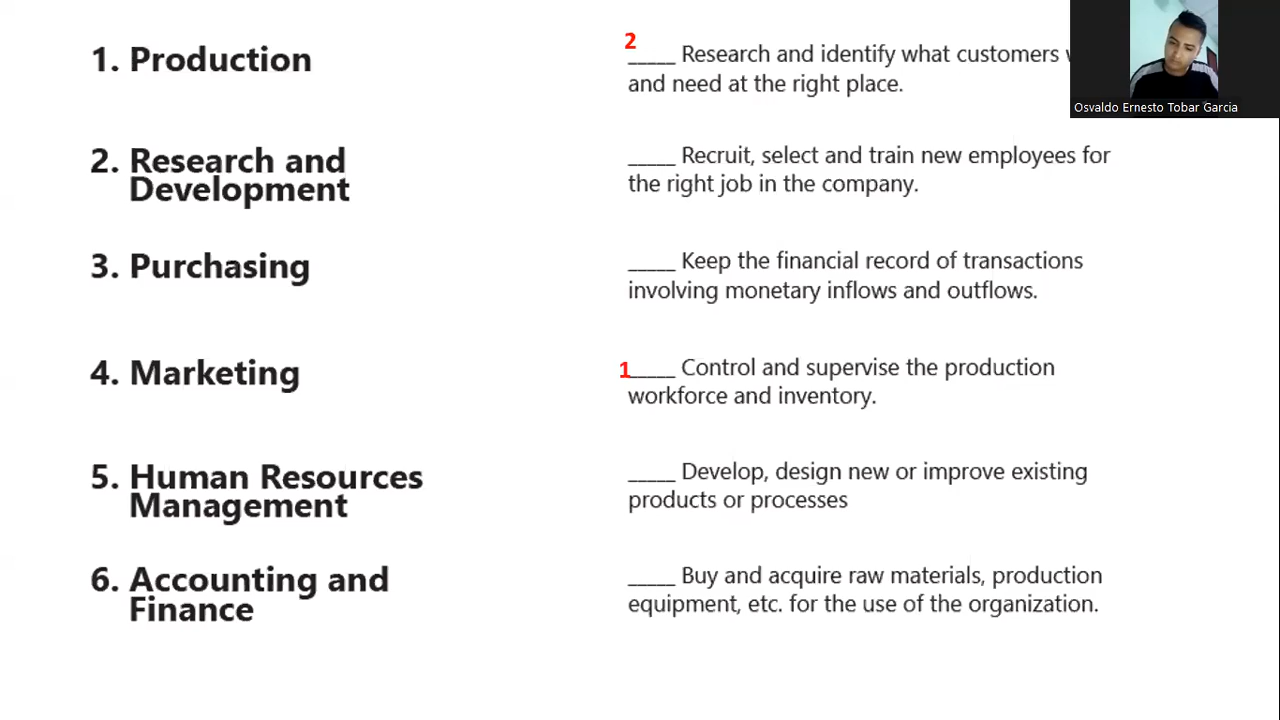 1. Production
2. Research and
Development
3. Purchasing
4. Marketing
5. Human Resources
Management
6. Accounting and
Finance
2
_____ Research and identify what customers
and need at the right place.
_____ Recruit, select and train new employees for
the right job in the company.
_____ Keep the financial record of transactions
involving monetary inflows and outflows.
1_____ Control and supervise the production
workforce and inventory.
_____ Develop, design new or improve existing
products or processes
_____ Buy and acquire raw materials, production
equipment, etc. for the use of the organization.
Osvaldo Ernesto Tobar Garcia